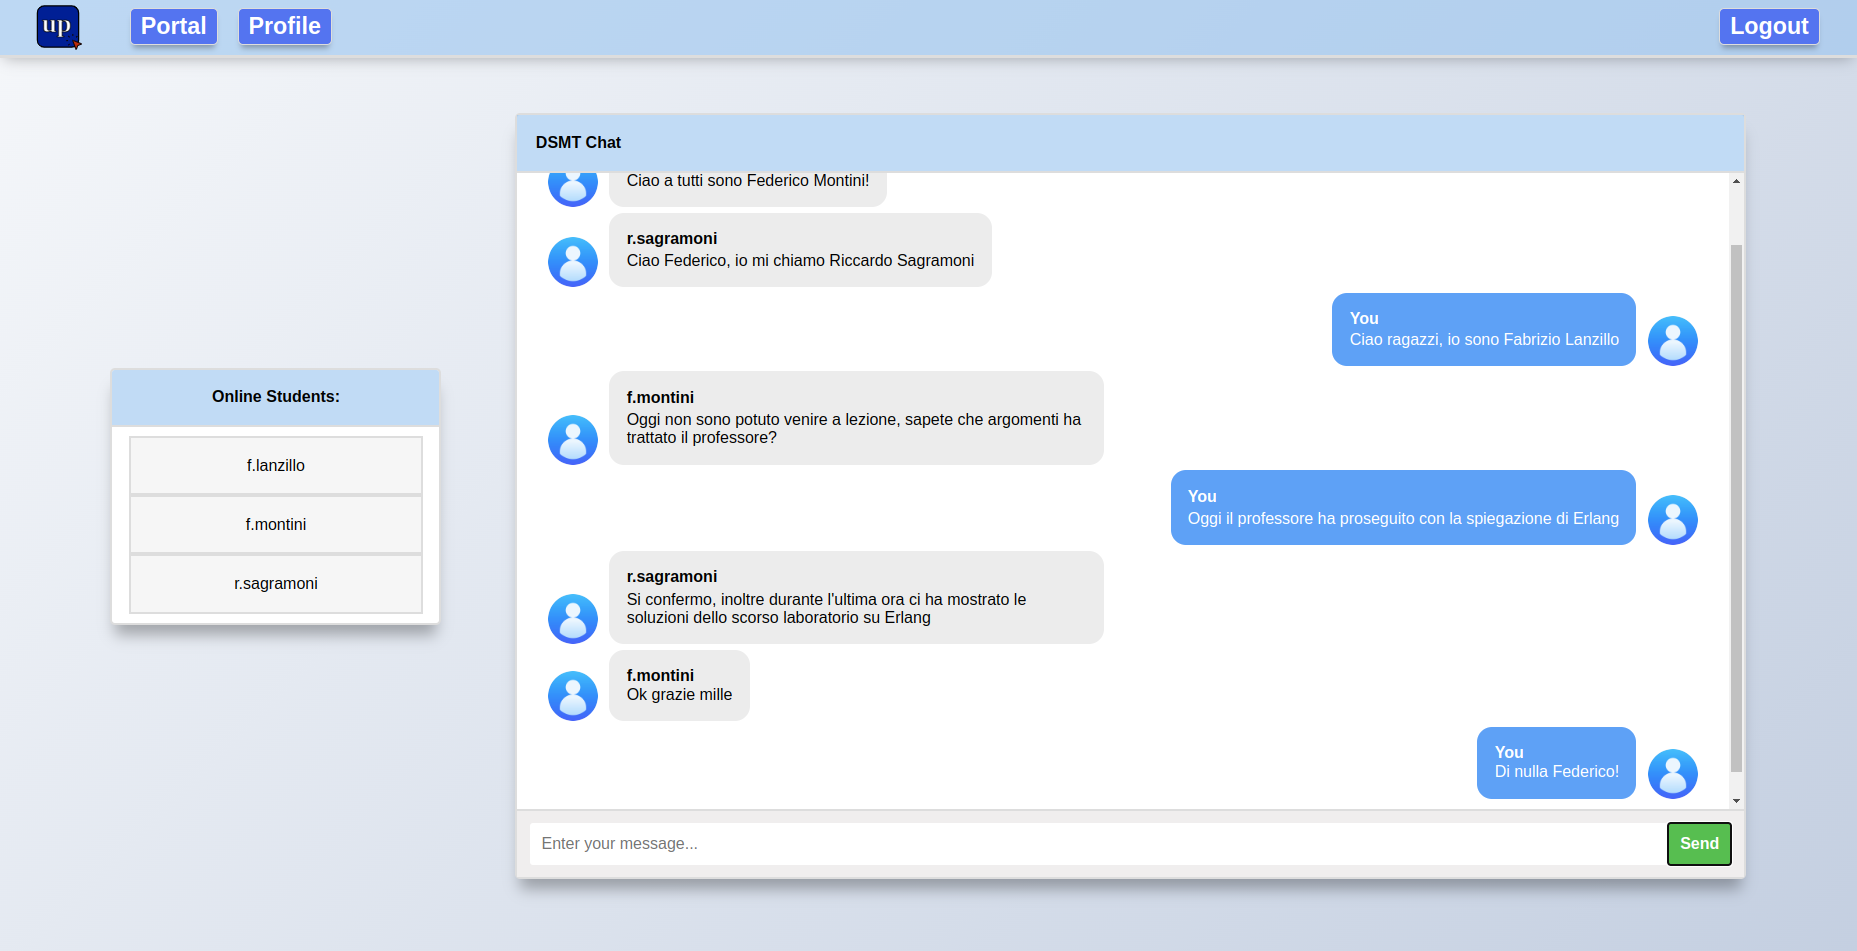 up
Portal
Profile
Logout
DSMT Chat
Ciao a tutti sono Federico Montini!
r.sagramoni
Ciao Federico, io mi chiamo Riccardo Sagramoni
You
Ciao ragazzi, io sono Fabrizio Lanzillo
f.montini
Oggi non sono potuto venire a lezione, sapete che argomenti ha
trattato il professore?
You
Oggi il professore ha proseguito con la spiegazione di Erlang
r.sagramoni
Si confermo, inoltre durante l'ultima ora ci ha mostrato le
soluzioni dello scorso laboratorio su Erlang
f.montini
Ok grazie mille
You
Di nulla Federico!
Enter your message...
Send
Online Students:
f.lanzillo
f.montini
r.sagramoni